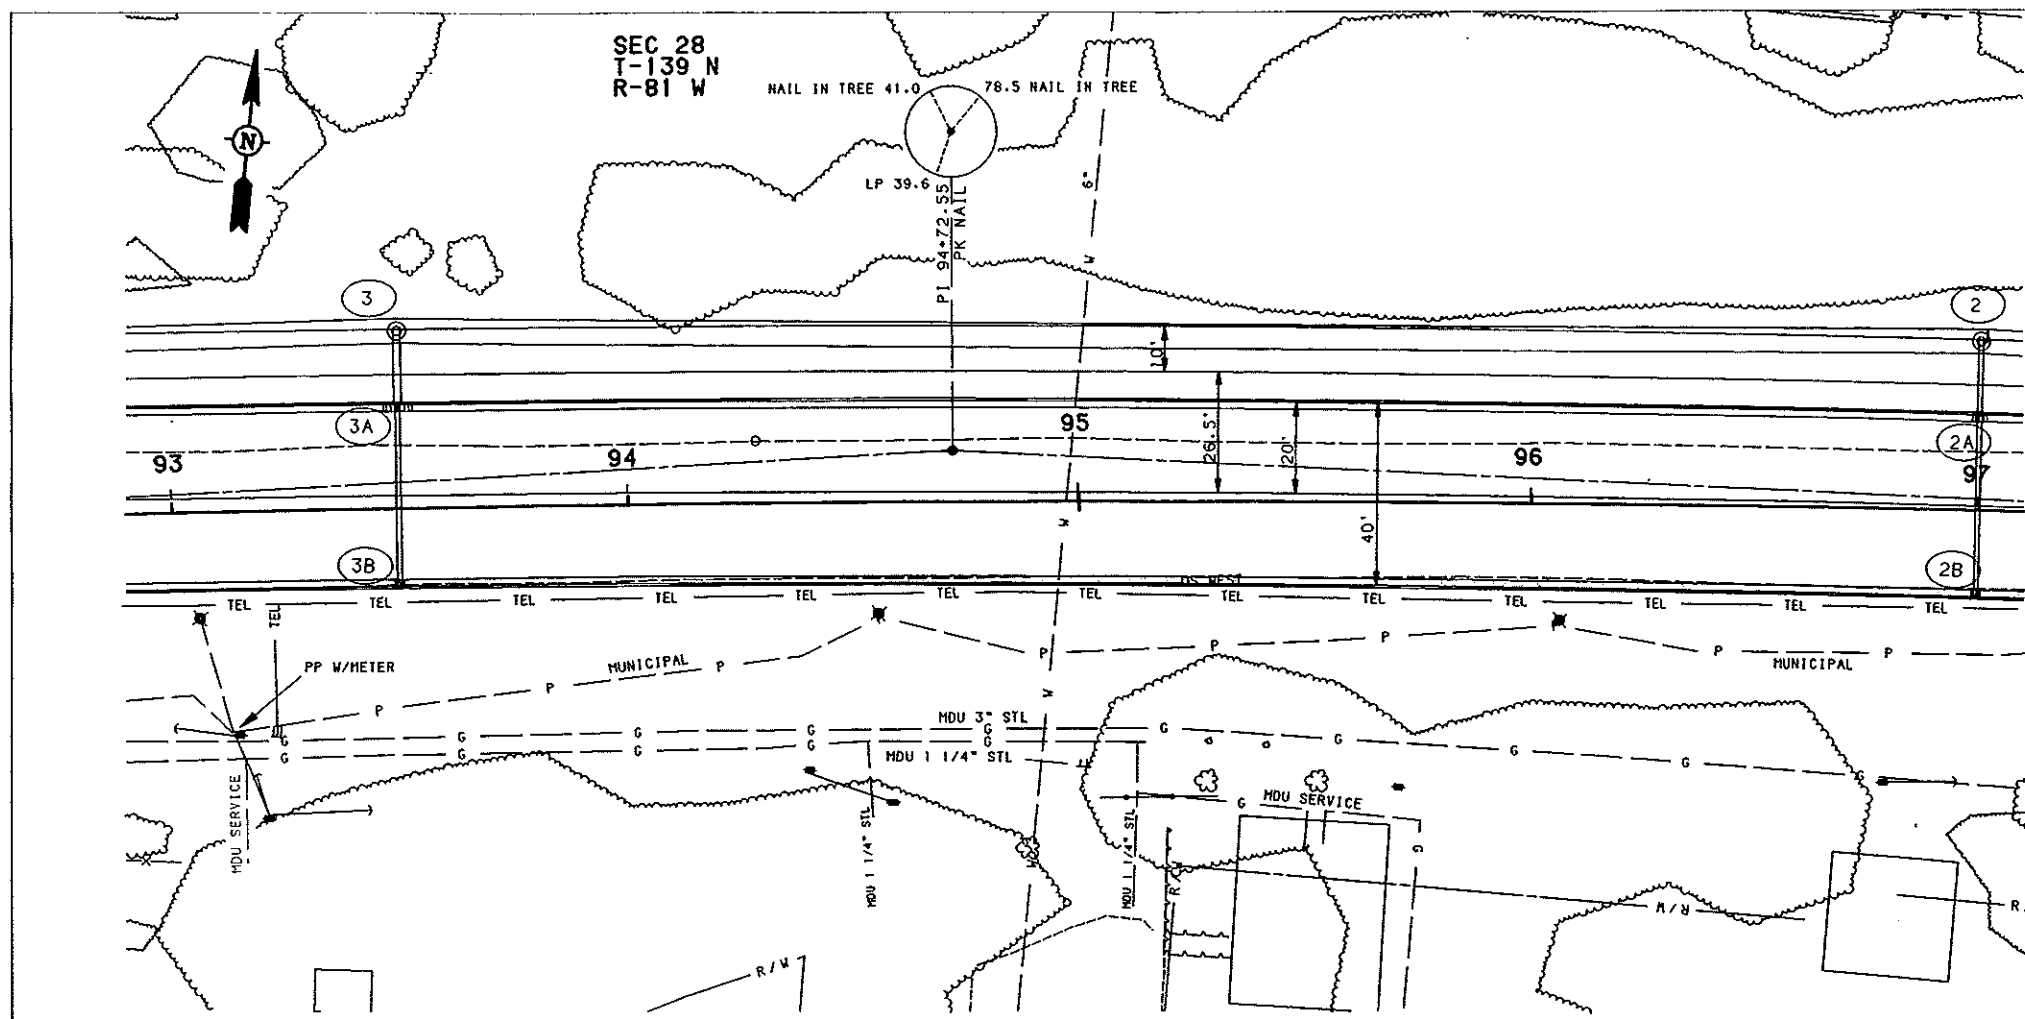 SEC 28
T-139 N
R-81 W
NAIL IN TREE 41.0
78.5 NAIL IN TREE
N
LP 39.6
PI 94+72.55
PK NAIL
6"
W
3
2
10'
3A
95
26.5'
20'
2A
93
94
96
97
W
40'
3B
2B
TEL TEL TEL TEL TEL TEL TEL TEL TEL TEL TEL TEL TEL
TEL
PP W/METER
MUNICIPAL
P
P
P
P
P
P
MUNICIPAL
P
W
MDU 3" STL
G G G G G G G G G G
G G G G
MDU 1 1/4" STL
MDU SERVICE
G
MDU SERVICE
MDU 1 1/4" STL
MDU 1 1/4" STL
G
W
R/W
R/W
R/W